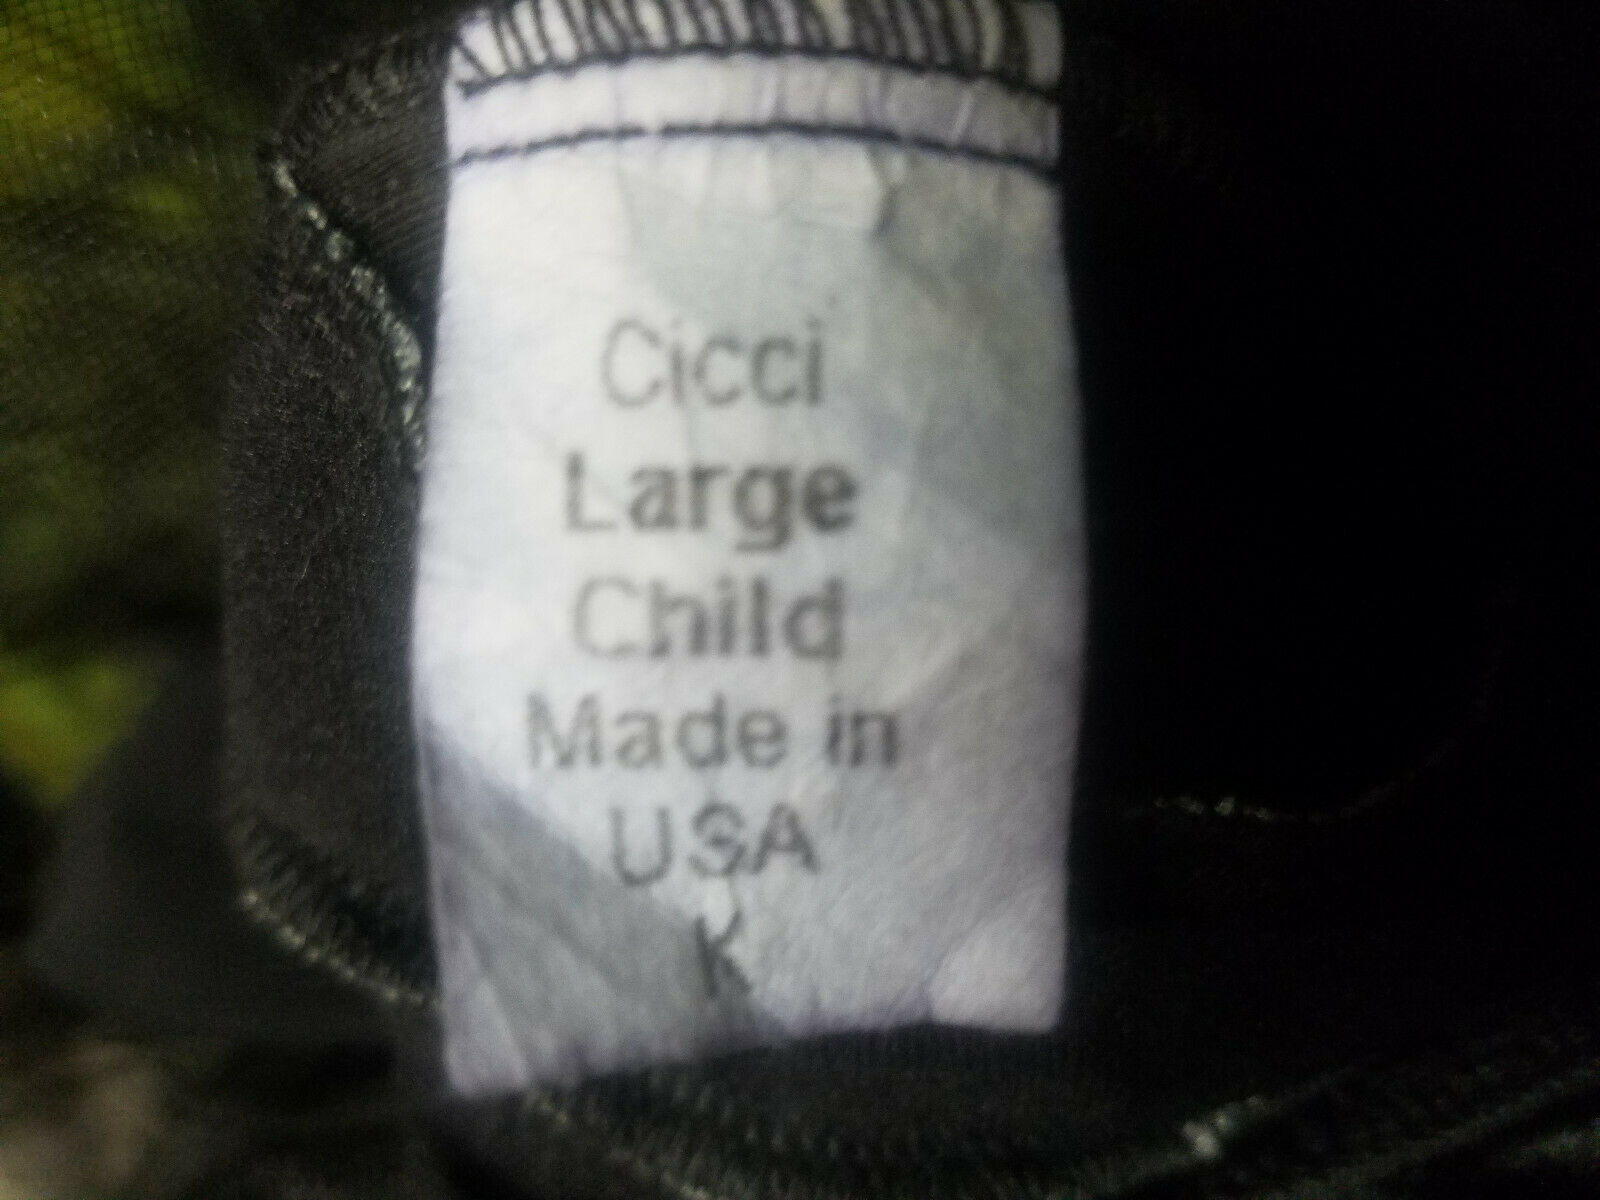 Cicci
Large
Child
Made in
USA
K